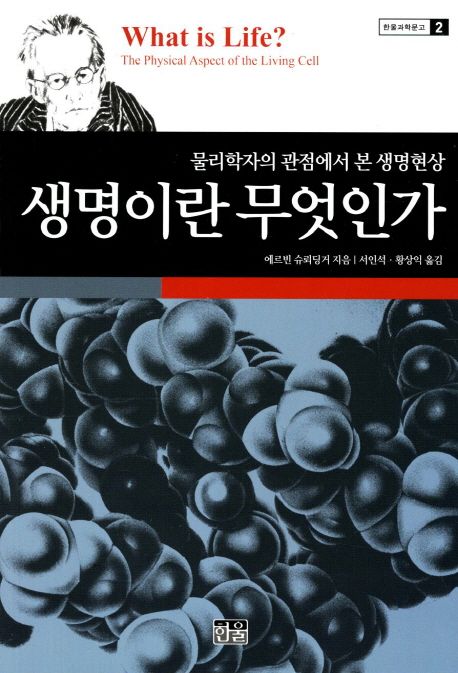 What is Life?
The Physical Aspect of the Living Cell
한울과학문고 2
물리학자의 관점에서 본 생명현상
생명이란 무엇인가
에르빈 슈뢰딩거 지음 | 서인석 · 황상익 옮김
한울